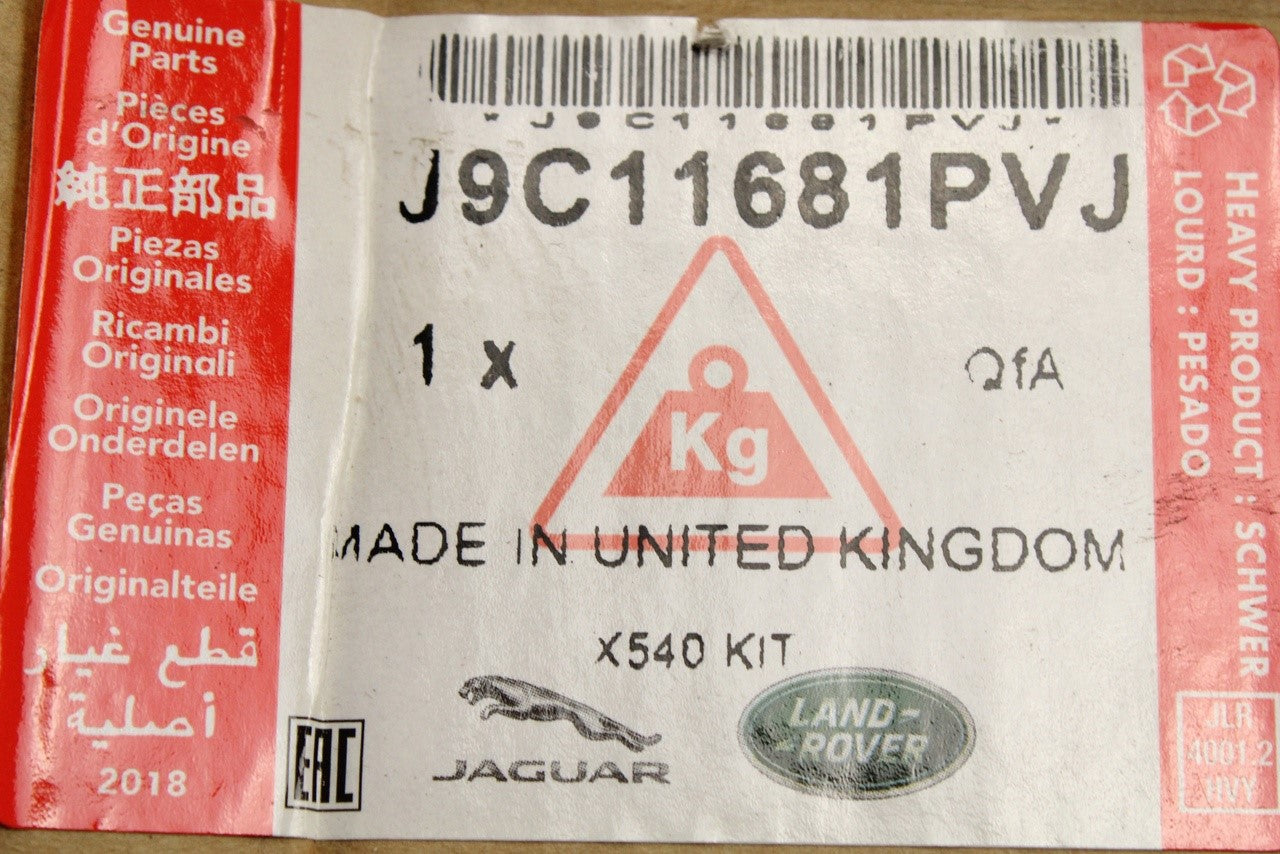 Genuine
Parts
Pièces
d'Origine
純正部品
Piezas
Originales
Ricambi
Originali
Originele
Onderdelen
Peças
Genuinas
Originalteile
قطع غيار
أصلية
2018
*J9C11681PVJ*
J9C11681PVJ
1 x
QfA
Kg
MADE IN UNITED KINGDOM
X540 KIT
EAC
JAGUAR
LAND-
-ROVER
HEAVY PRODUCT : SCHWER
LOURD : PESADO
JLR
4001.2
HVY